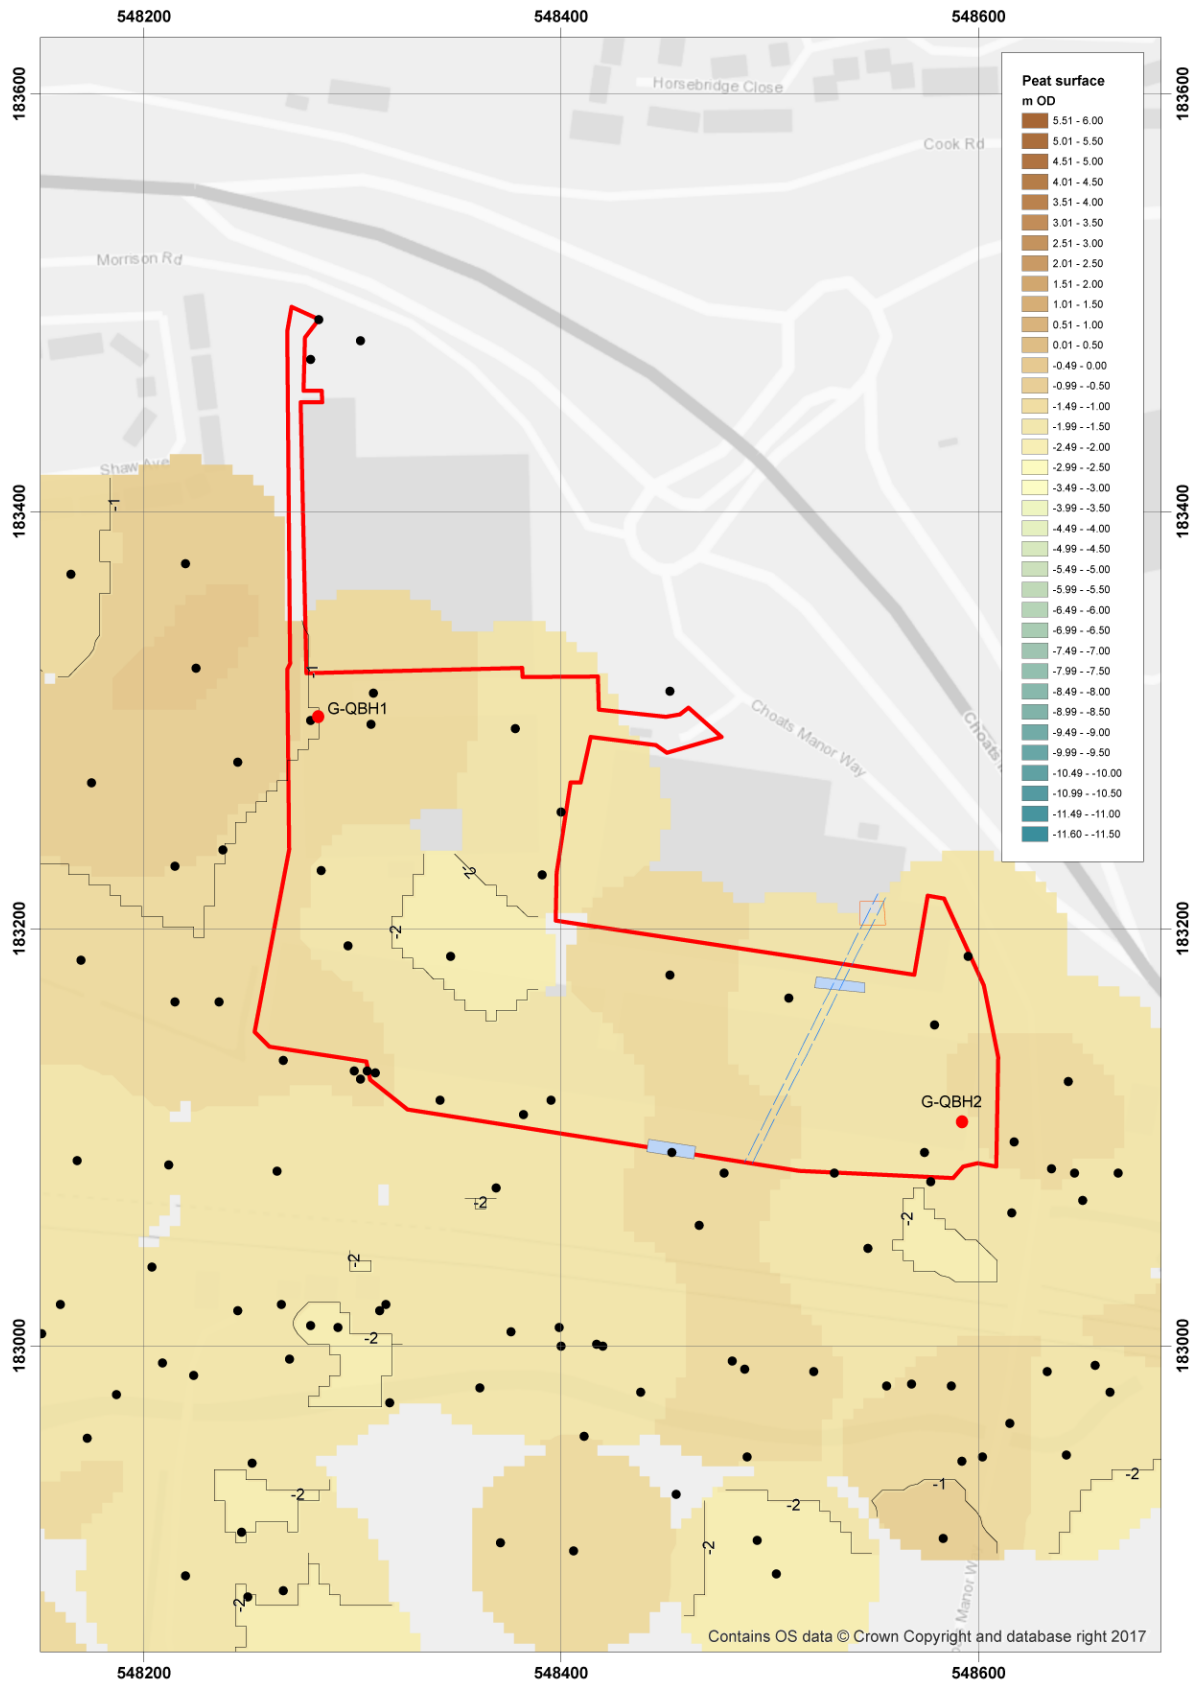 548200
548400
548600
183600
183600
Horsebridge Close
Cook Rd
Morrison Rd
Peat surface
m OD
5.51 - 6.00
5.01 - 5.50
4.51 - 5.00
4.01 - 4.50
3.51 - 4.00
3.01 - 3.50
2.51 - 3.00
2.01 - 2.50
1.51 - 2.00
1.01 - 1.50
0.51 - 1.00
0.01 - 0.50
-0.49 - 0.00
-0.99 - -0.50
-1.49 - -1.00
-1.99 - -1.50
-2.49 - -2.00
-2.99 - -2.50
-3.49 - -3.00
-3.99 - -3.50
-4.49 - -4.00
-4.99 - -4.50
-5.49 - -5.00
-5.99 - -5.50
-6.49 - -6.00
-6.99 - -6.50
-7.49 - -7.00
-7.99 - -7.50
-8.49 - -8.00
-8.99 - -8.50
-9.49 - -9.00
-9.99 - -9.50
-10.49 - -10.00
-10.99 - -10.50
-11.49 - -11.00
-11.60 - -11.50
Shaw Ave
-1
183400
183400
-1
G-QBH1
Choats Manor Way
Choats
-2
-2
183200
183200
G-QBH2
-2
-2
-2
-2
183000
183000
-2
-1
-2
-2
-2
-2
Manor W
Contains OS data © Crown Copyright and database right 2017
548200
548400
548600